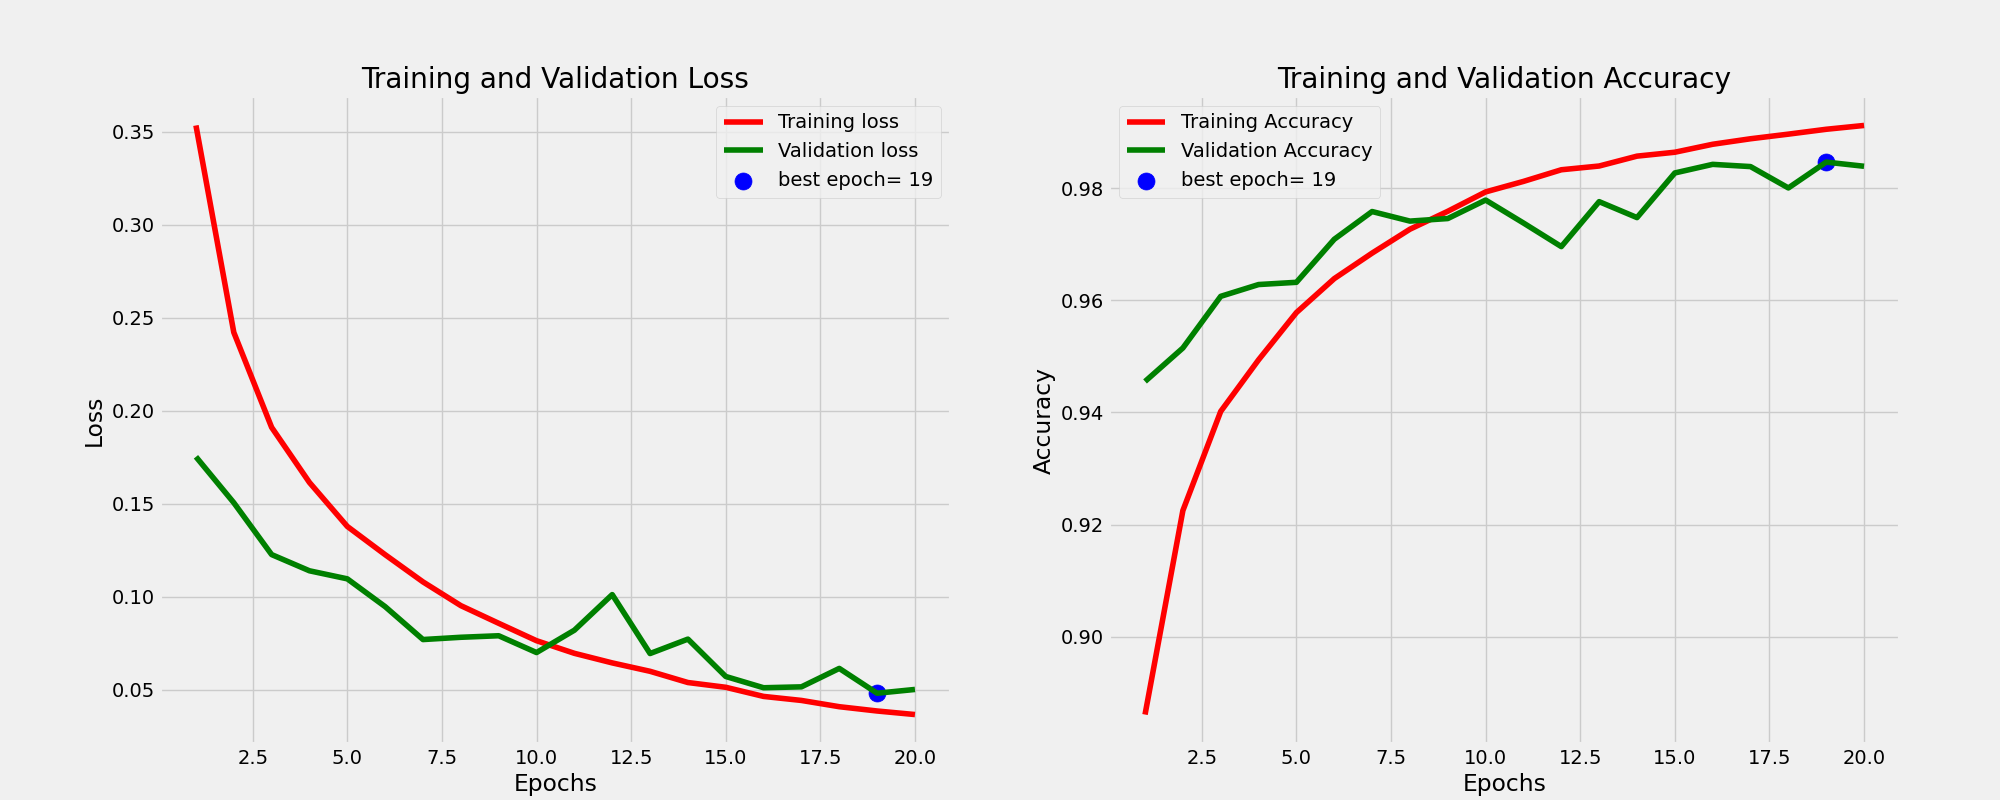 Training and Validation Loss
Training loss
Validation loss
best epoch= 19
0.35
0.30
0.25
0.20
0.15
0.10
0.05
Loss
2.5 5.0 7.5 10.0 12.5 15.0 17.5 20.0
Epochs
Training and Validation Accuracy
Training Accuracy
Validation Accuracy
best epoch= 19
0.98
0.96
0.94
0.92
0.90
Accuracy
2.5 5.0 7.5 10.0 12.5 15.0 17.5 20.0
Epochs